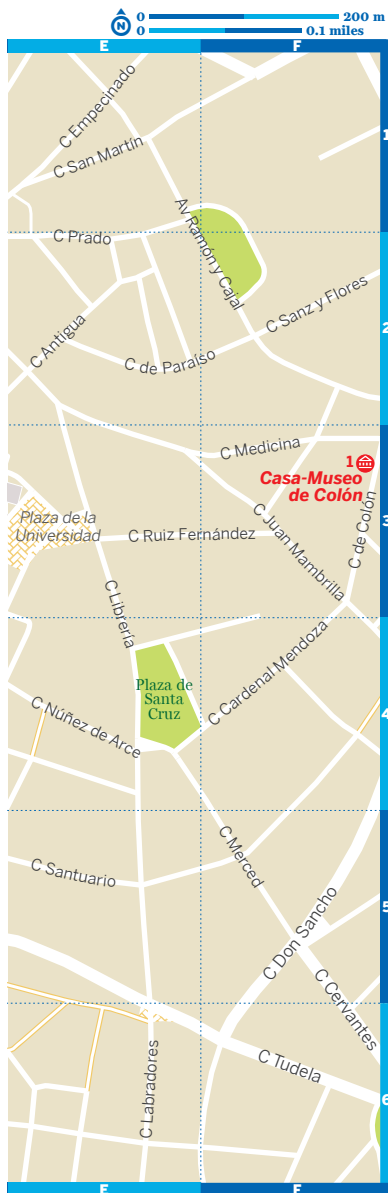 0 200 m
N
0 0.1 miles
E F
1
C Empecinado
C San Martín
Av Ramón y Cajal
C Prado
2
C Sanz y Flores
C Antigua
C de Paraíso
C Medicina
1
Casa-Museo
de Colón
3
Plaza de la
Universidad
C Ruiz Fernández
C Juan Mambrilla
C de Colón
C Librería
C Cardenal Mendoza
Plaza de
Santa
Cruz
4
C Núñez de Arce
C Merced
C Santuario
5
C Don Sancho
C Cervantes
C Tudela
C Labradores
6
E F